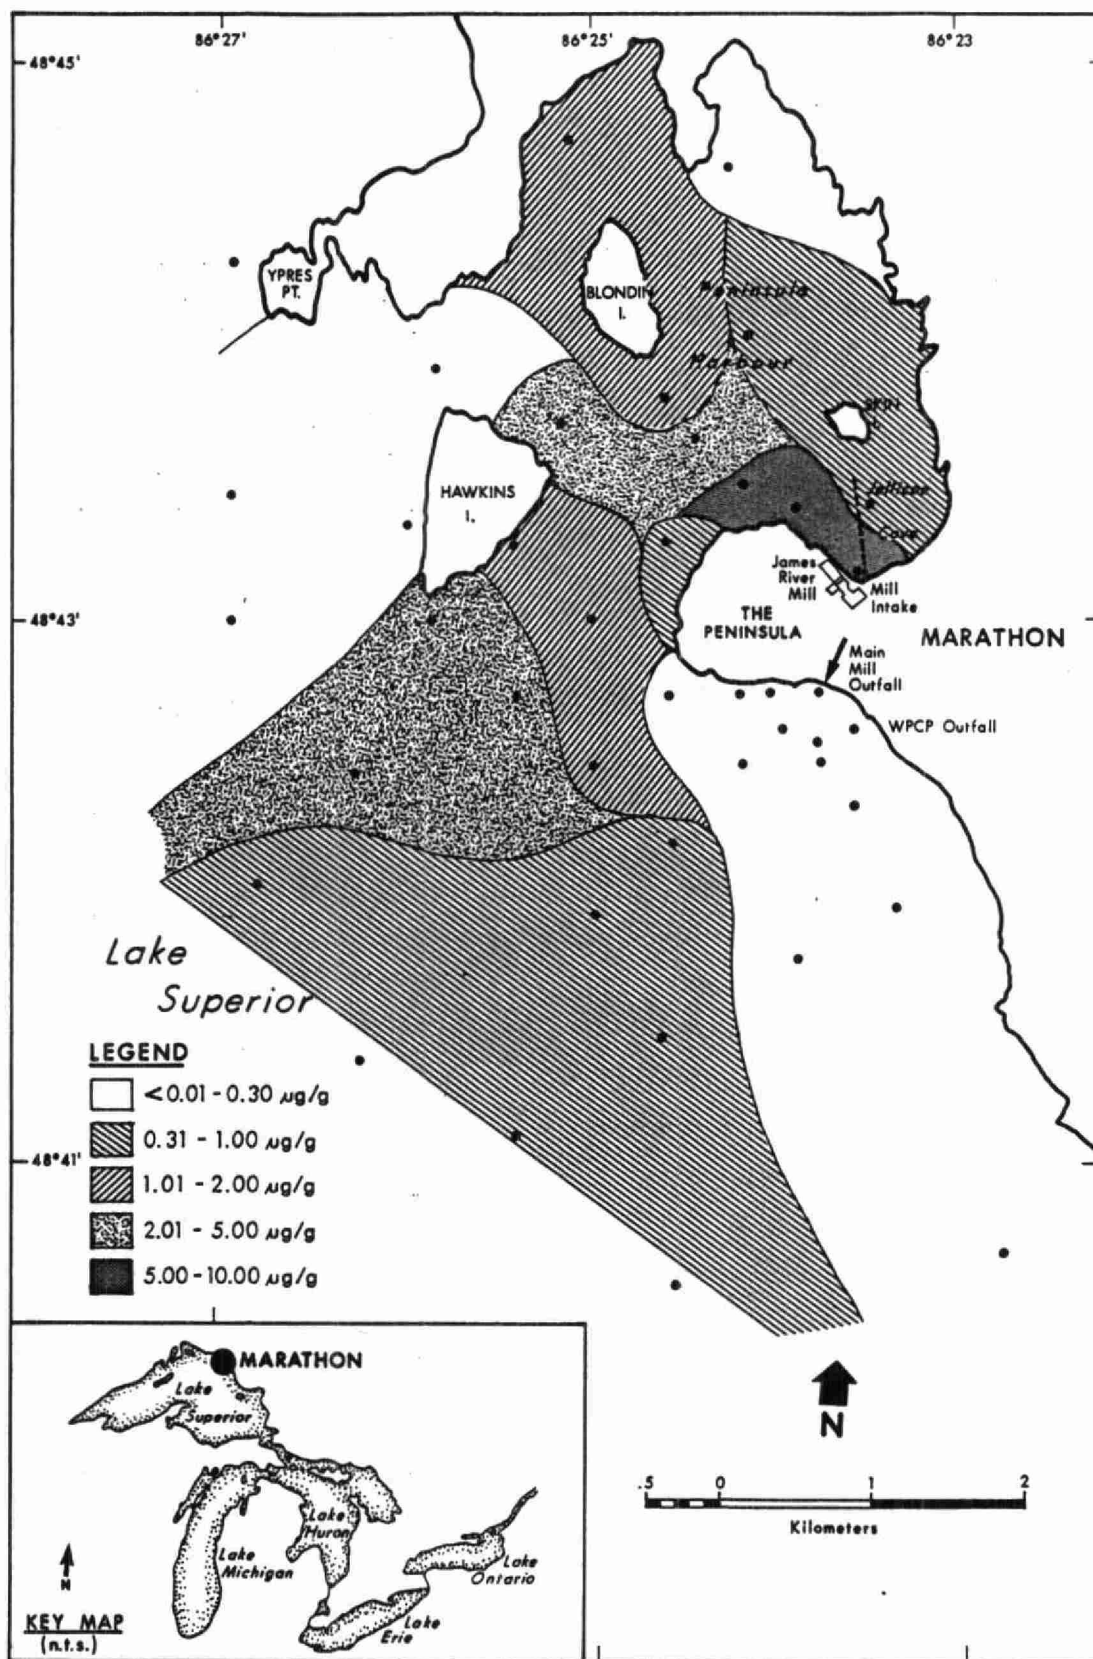 86°27' 86°25' 86°23
48°45'
YPRES
PT.
BLONDIN
I.
Peninsula
Harbour
SKIN
HAWKINS
I.
Jellicoe
Cove
James
River
Mill
Mill
Intake
48°43'
THE
PENINSULA
MARATHON
Main
Mill
Outfall
WPCP Outfall
Lake
Superior
LEGEND
<0.01 - 0.30 µg/g
0.31 - 1.00 µg/g
48°41'
1.01 - 2.00 µg/g
2.01 - 5.00 µg/g
5.00 - 10.00 µg/g
MARATHON
Lake
Superior
N
Lake
Huron
Lake
Michigan
Lake
Ontario
N
Lake
Erie
KEY MAP
(n.t.s.)
.5 0 1 2
Kilometers